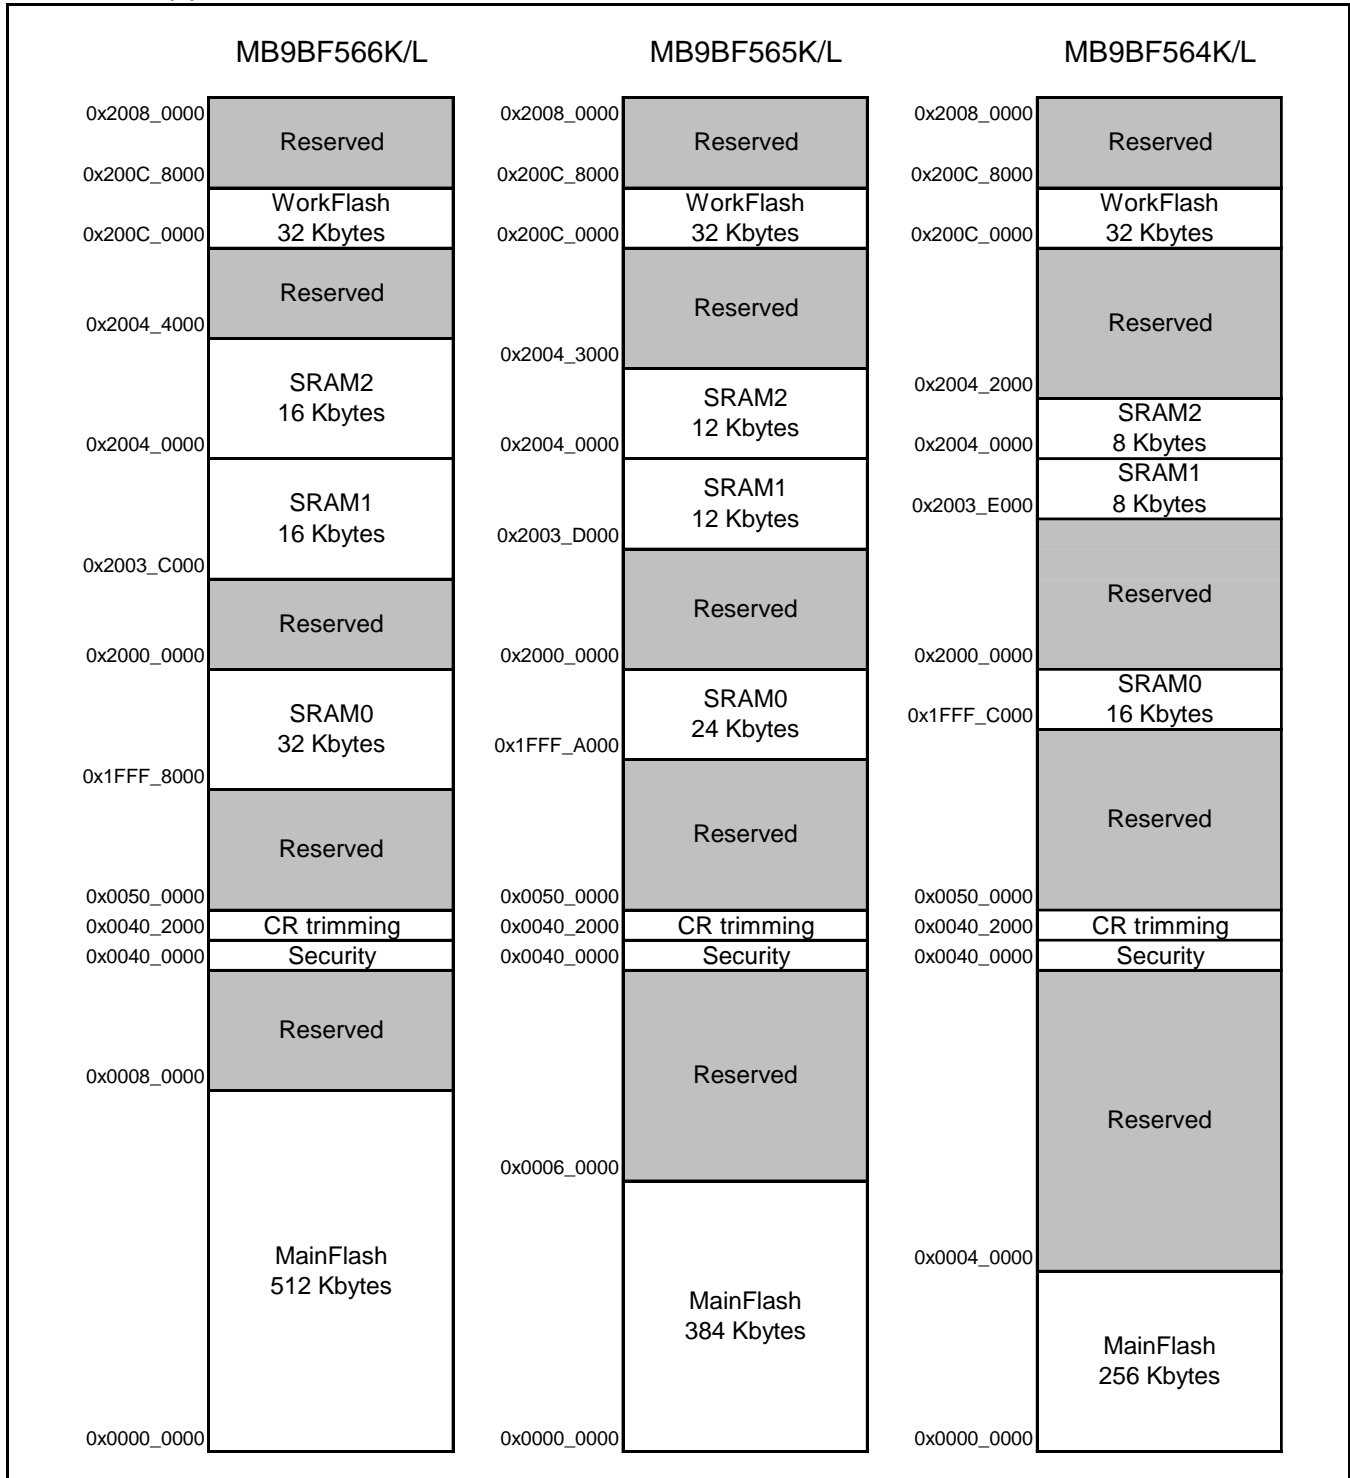 MB9BF566K/L
0x2008_0000
Reserved
0x200C_8000
WorkFlash
32 Kbytes
0x200C_0000
Reserved
0x2004_4000
SRAM2
16 Kbytes
0x2004_0000
SRAM1
16 Kbytes
0x2003_C000
Reserved
0x2000_0000
SRAM0
32 Kbytes
0x1FFF_8000
Reserved
0x0050_0000
CR trimming
0x0040_2000
Security
0x0040_0000
Reserved
0x0008_0000
MainFlash
512 Kbytes
0x0000_0000
MB9BF565K/L
0x2008_0000
Reserved
0x200C_8000
WorkFlash
32 Kbytes
0x200C_0000
Reserved
0x2004_3000
SRAM2
12 Kbytes
0x2004_0000
SRAM1
12 Kbytes
0x2003_D000
Reserved
0x2000_0000
SRAM0
24 Kbytes
0x1FFF_A000
Reserved
0x0050_0000
CR trimming
0x0040_2000
Security
0x0040_0000
Reserved
0x0006_0000
MainFlash
384 Kbytes
0x0000_0000
MB9BF564K/L
0x2008_0000
Reserved
0x200C_8000
WorkFlash
32 Kbytes
0x200C_0000
Reserved
0x2004_2000
SRAM2
8 Kbytes
0x2004_0000
SRAM1
8 Kbytes
0x2003_E000
Reserved
0x2000_0000
SRAM0
16 Kbytes
0x1FFF_C000
Reserved
0x0050_0000
CR trimming
0x0040_2000
Security
0x0040_0000
Reserved
0x0004_0000
MainFlash
256 Kbytes
0x0000_0000